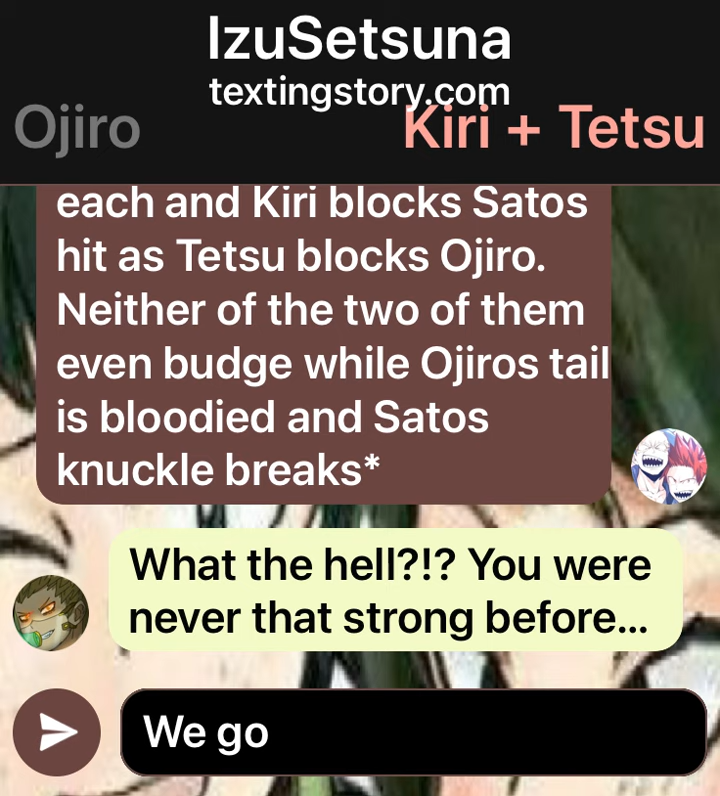 IzuSetsuna
textingstory.com
Ojiro
Kiri + Tetsu
each and Kiri blocks Satos
hit as Tetsu blocks Ojiro.
Neither of the two of them
even budge while Ojiros tail
is bloodied and Satos
knuckle breaks*
What the hell?!? You were
never that strong before...
We go